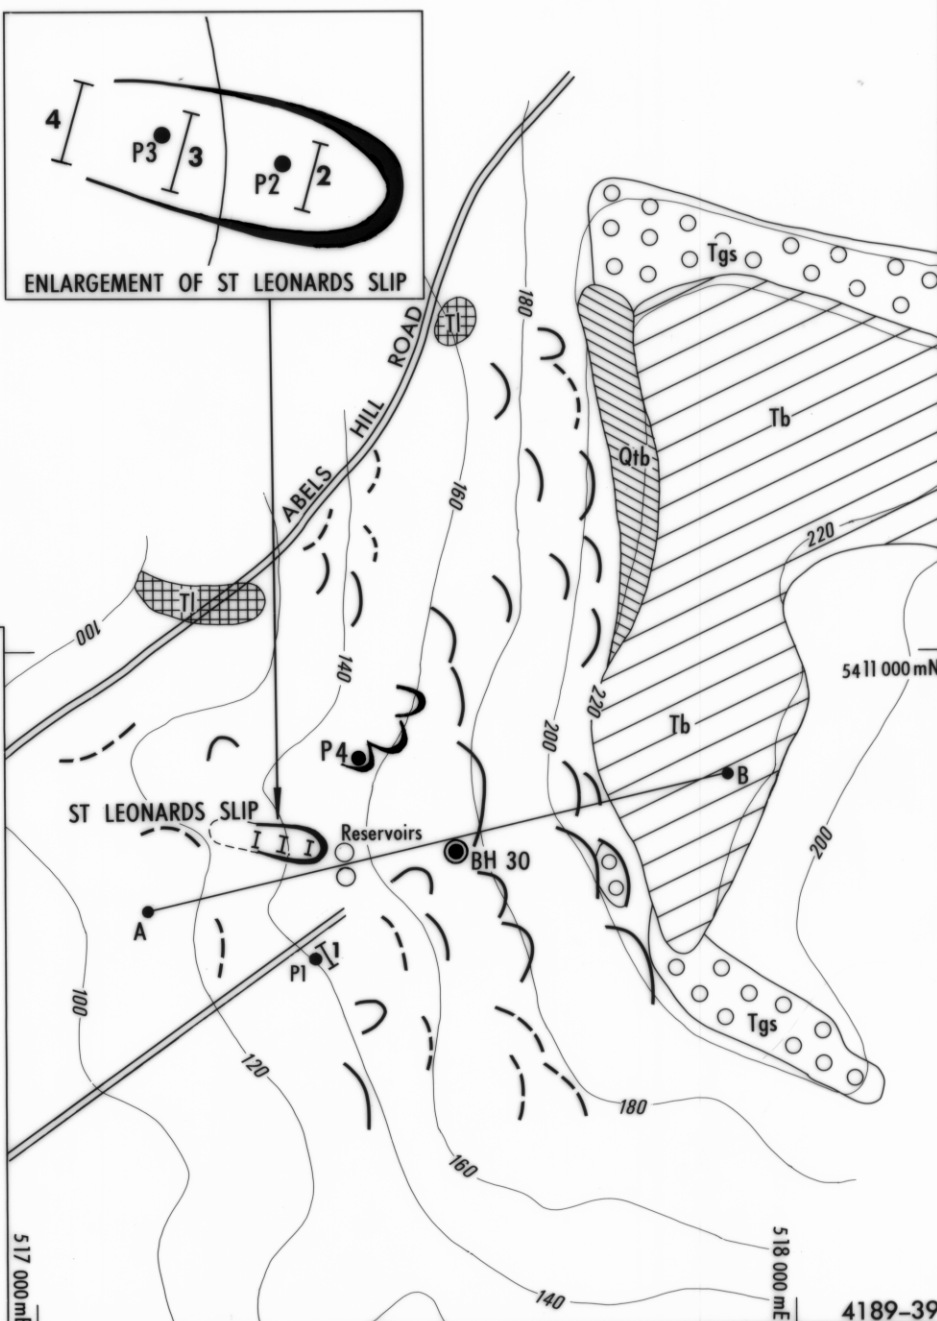 4
P3
3
P2
2
ENLARGEMENT OF ST LEONARDS SLIP
Tgs
180
Tl
ABELS HILL ROAD
Tb
Qtb
160
220
Tl
100
140
5411 000 mN
220
200
Tb
P4
B
ST LEONARDS SLIP
Reservoirs
200
BH 30
A
P1
1
100
Tgs
120
180
160
517 000 mE
518 000 mE
140
4189-39